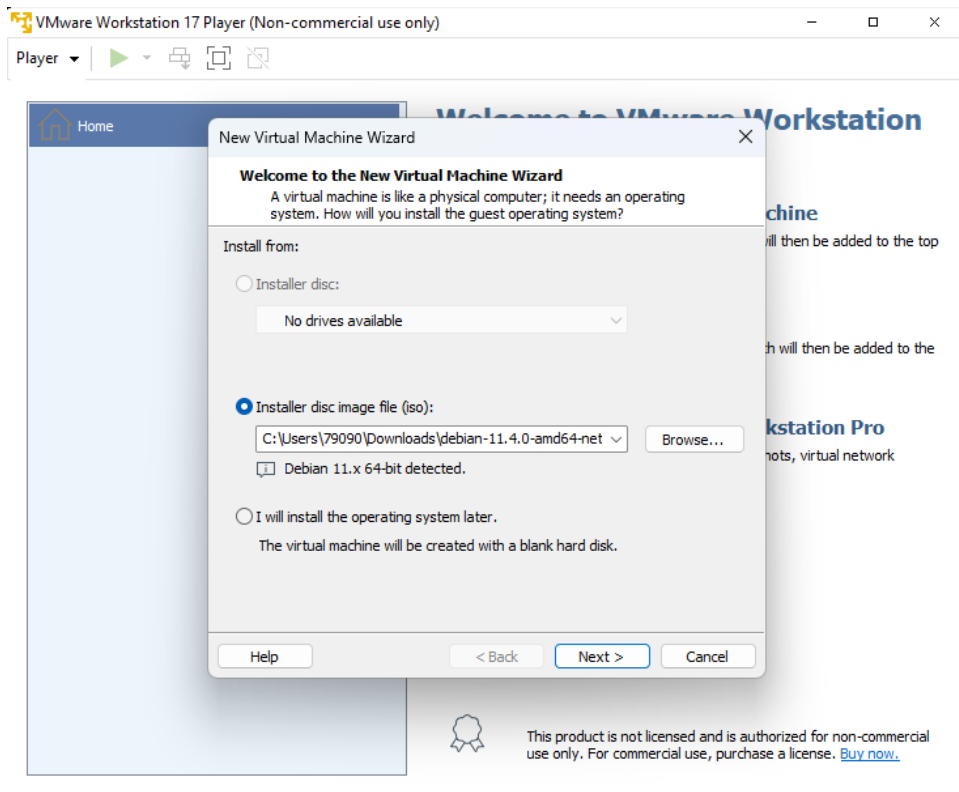 VMware Workstation 17 Player (Non-commercial use only)
Player
Home
Welcome to VMware Workstation
New Virtual Machine Wizard
Welcome to the New Virtual Machine Wizard
A virtual machine is like a physical computer; it needs an operating
system. How will you install the guest operating system?
chine
ill then be added to the top
Install from:
Installer disc:
No drives available
h will then be added to the
Installer disc image file (iso):
C:\Users\79090\Downloads\debian-11.4.0-amd64-net
Browse...
kstation Pro
hots, virtual network
Debian 11.x 64-bit detected.
I will install the operating system later.
The virtual machine will be created with a blank hard disk.
Help
< Back
Next >
Cancel
This product is not licensed and is authorized for non-commercial
use only. For commercial use, purchase a license. Buy now.